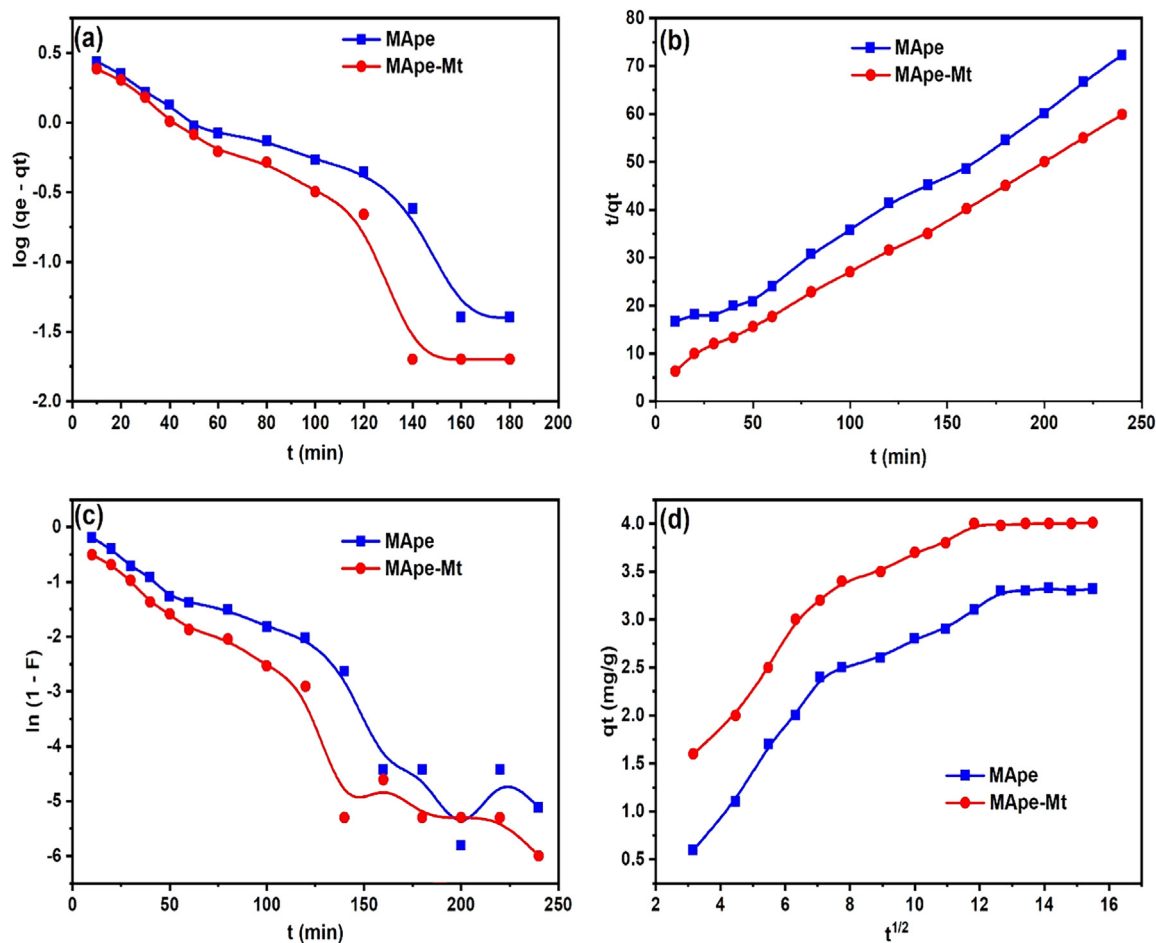 (a)
MApe
MApe-Mt
0.5
0.0
-0.5
-1.0
-1.5
-2.0
log (qe - qt)
0 20 40 60 80 100 120 140 160 180 200
t (min)
(b)
MApe
MApe-Mt
80
70
60
50
40
30
20
10
0
t/qt
0 50 100 150 200 250
t (min)
(c)
MApe
MApe-Mt
0
-1
-2
-3
-4
-5
-6
ln (1 - F)
0 50 100 150 200 250
t (min)
(d)
4.0
3.5
3.0
2.5
2.0
1.5
1.0
0.5
qt (mg/g)
MApe
MApe-Mt
2 4 6 8 10 12 14 16
t1/2